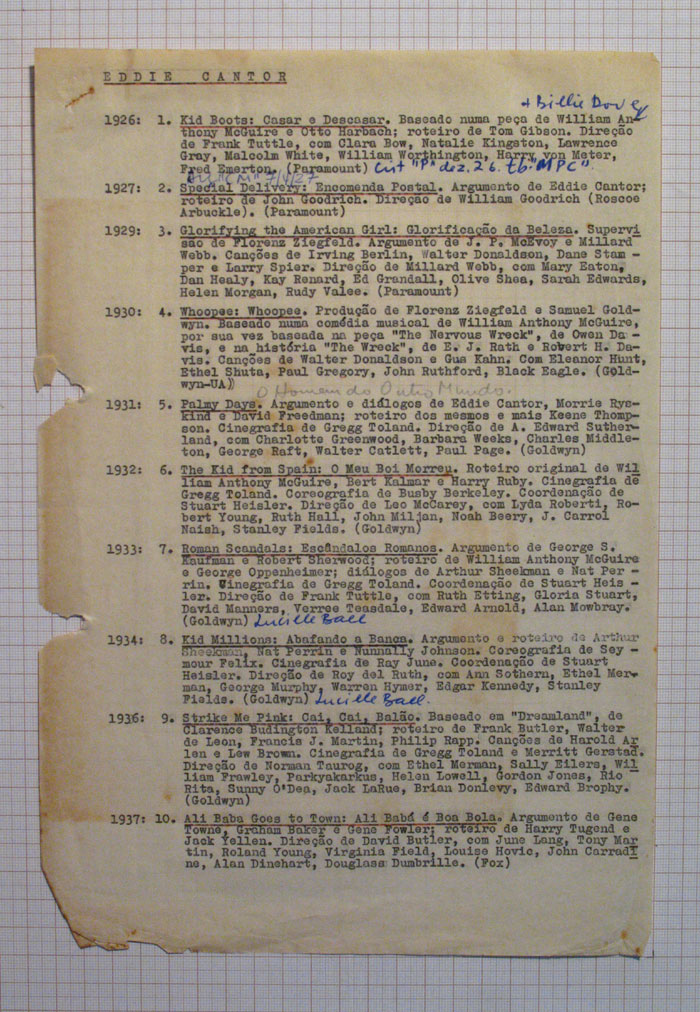 EDDIE CANTOR
+ Billie Dove
1926: 1. Kid Boots: Casar e Descasar. Baseado numa peça de William An-
thony McGuire e Otto Harbach; roteiro de Tom Gibson. Direção
de Frank Tuttle, com Clara Bow, Natalie Kingston, Lawrence
Gray, Malcolm White, William Worthington, Harry von Meter,
Fred Emerton. (Paramount) Crit "P" dez. 26. tb. "MPC"
7/4/27
1927: 2. Special Delivery: Encomenda Postal. Argumento de Eddie Cantor;
roteiro de John Goodrich. Direção de William Goodrich (Roscoe
Arbuckle). (Paramount)
1929: 3. Glorifying the American Girl: Glorificação da Beleza. Supervi
são de Florenz Ziegfeld. Argumento de J. P. McEvoy e Millard
Webb. Canções de Irving Berlin, Walter Donaldson, Dane Stam -
per e Larry Spier. Direção de Millard Webb, com Mary Eaton,
Dan Healy, Kay Renard, Ed Grandall, Olive Shea, Sarah Edwards,
Helen Morgan, Rudy Valee. (Paramount)
1930: 4. Whoopee: Whoopee. Produção de Florenz Ziegfeld e Samuel Gold-
wyn. Baseado numa comédia musical de William Anthony McGuire,
por sua vez baseada na peça "The Nervous Wreck", de Owen Da -
vis, e na história "The Wreck", de E. J. Rath e Robert H. Da-
vis. Canções de Walter Donaldson e Gus Kahn. Com Eleanor Hunt,
Ethel Shuta, Paul Gregory, John Ruthford, Black Eagle. (Gold-
wyn-UA))
O Homem do Outro Mundo.
1931: 5. Palmy Days. Argumento e diálogos de Eddie Cantor, Morrie Rys-
kind e David Freedman; roteiro dos mesmos e mais Keene Thomp-
son. Cinegrafia de Gregg Toland. Direção de A. Edward Suther-
land, com Charlotte Greenwood, Barbara Weeks, Charles Middle-
ton, George Raft, Walter Catlett, Paul Page. (Goldwyn)
1932: 6. The Kid from Spain: O Meu Boi Morreu. Roteiro original de Wil
liam Anthony McGuire, Bert Kalmar e Harry Ruby. Cinegrafia de
Gregg Toland. Coreografia de Busby Berkeley. Coordenação de
Stuart Heisler. Direção de Leo McCarey, com Lyda Roberti, Ro-
bert Young, Ruth Hall, John Miljan, Noah Beery, J. Carrol
Naish, Stanley Fields. (Goldwyn)
1933: 7. Roman Scandals: Escândalos Romanos. Argumento de George S.
Kaufman e Robert Sherwood; roteiro de William Anthony McGuire
e George Oppenheimer; diálogos de Arthur Sheekman e Nat Per -
rin. Cinegrafia de Gregg Toland. Coordenação de Stuart Heis -
ler. Direção de Frank Tuttle, com Ruth Etting, Gloria Stuart,
David Manners, Verree Teasdale, Edward Arnold, Alan Mowbray.
(Goldwyn) Lucille Ball
1934: 8. Kid Millions: Abafando a Banca. Argumento e roteiro de Arthur
Sheekman, Nat Perrin e Nunnally Johnson. Coreografia de Sey -
mour Felix. Cinegrafia de Ray June. Coordenação de Stuart
Heisler. Direção de Roy del Ruth, com Ann Sothern, Ethel Mer-
man, George Murphy, Warren Hymer, Edgar Kennedy, Stanley
Fields. (Goldwyn) Lucille Ball.
1936: 9. Strike Me Pink: Cai, Cai, Balão. Baseado em "Dreamland", de
Clarence Budington Kelland; roteiro de Frank Butler, Walter
de Leon, Francis J. Martin, Philip Rapp. Canções de Harold Ar
len e Lew Brown. Cinegrafia de Gregg Toland e Merritt Gerstad.
Direção de Norman Taurog, com Ethel Merman, Sally Eilers, Wil
liam Frawley, Parkyakarkus, Helen Lowell, Gordon Jones, Rio
Rita, Sunny O'Dea, Jack LaRue, Brian Donlevy, Edward Brophy.
(Goldwyn)
1937: 10. Ali Baba Goes to Town: Ali Babá é Boa Bola. Argumento de Gene
Towne, Graham Baker e Gene Fowler; roteiro de Harry Tugend e
Jack Yellen. Direção de David Butler, com June Lang, Tony Mar
tin, Roland Young, Virginia Field, Louise Hovic, John Carradi
ne, Alan Dinehart, Douglass Dumbrille. (Fox)